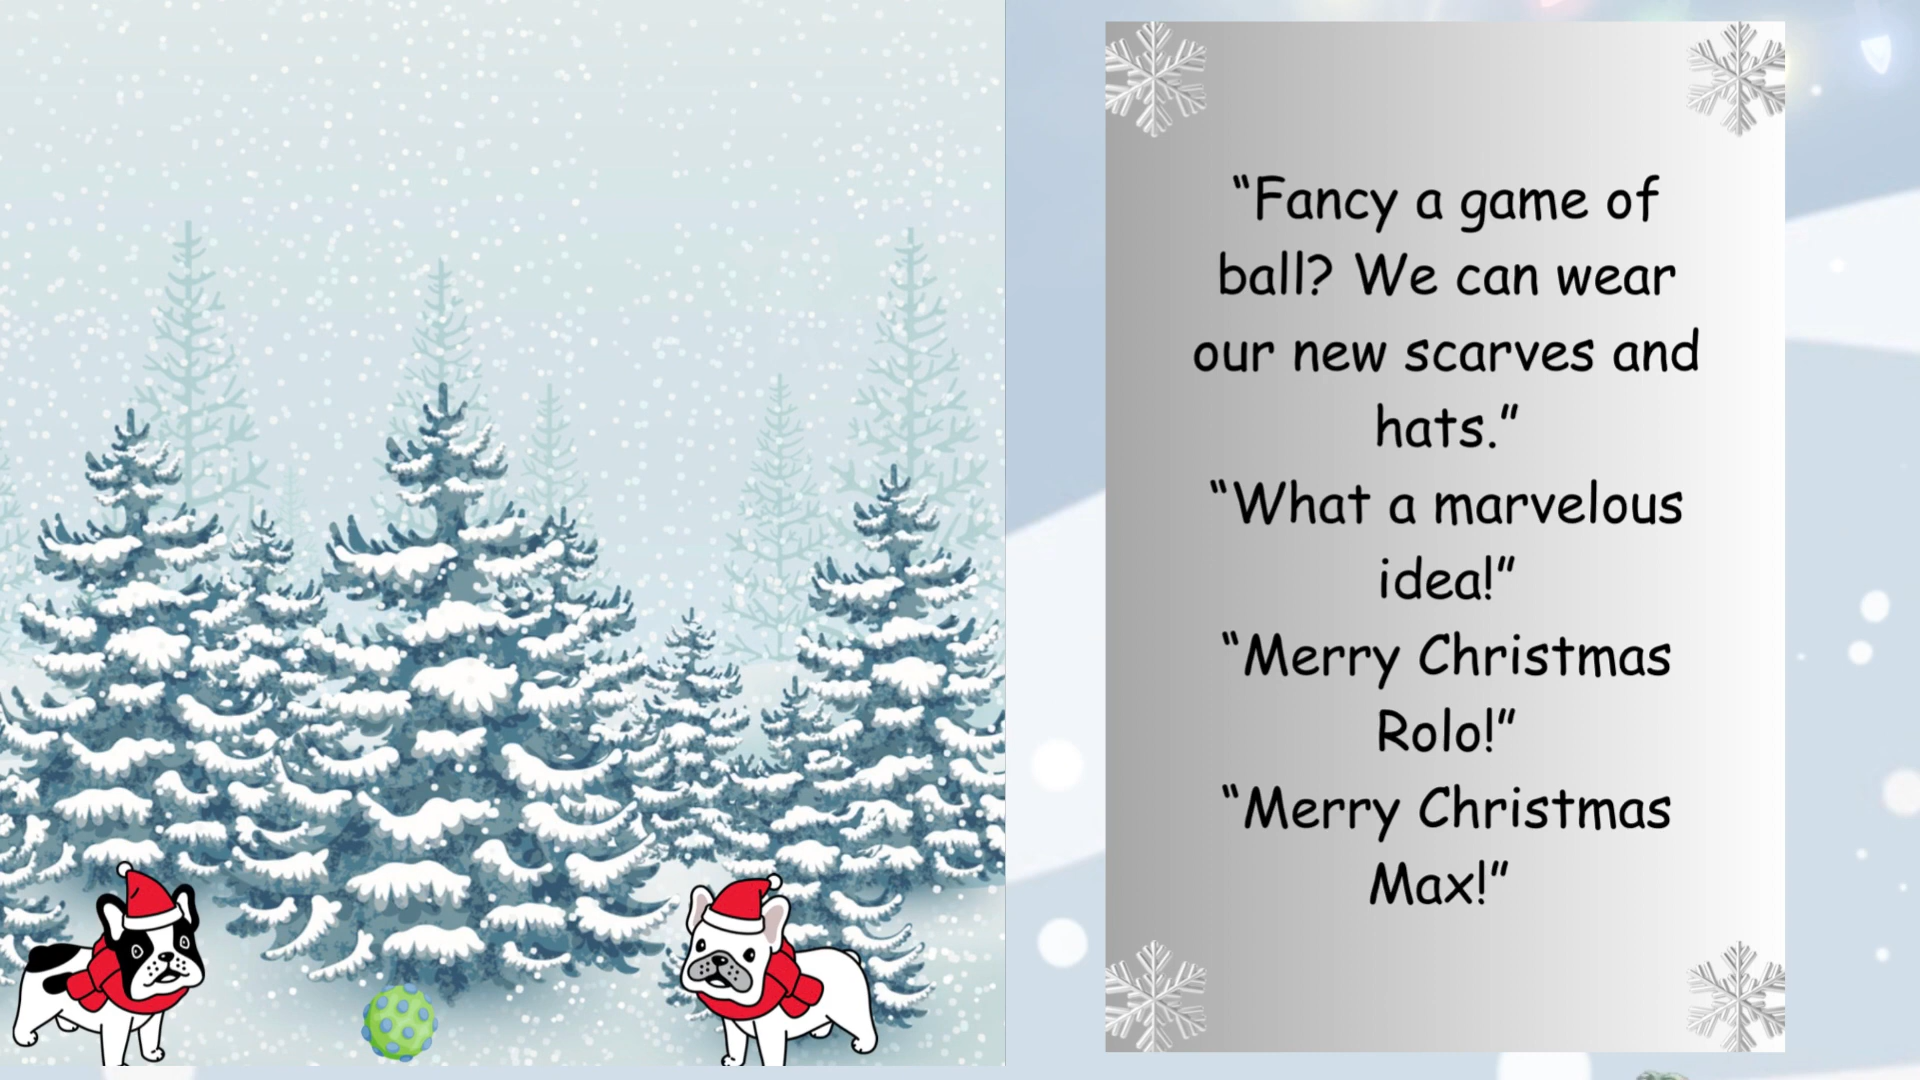 “Fancy a game of
ball? We can wear
our new scarves and
hats.”
“What a marvelous
idea!”
“Merry Christmas
Rolo!”
“Merry Christmas
Max!”